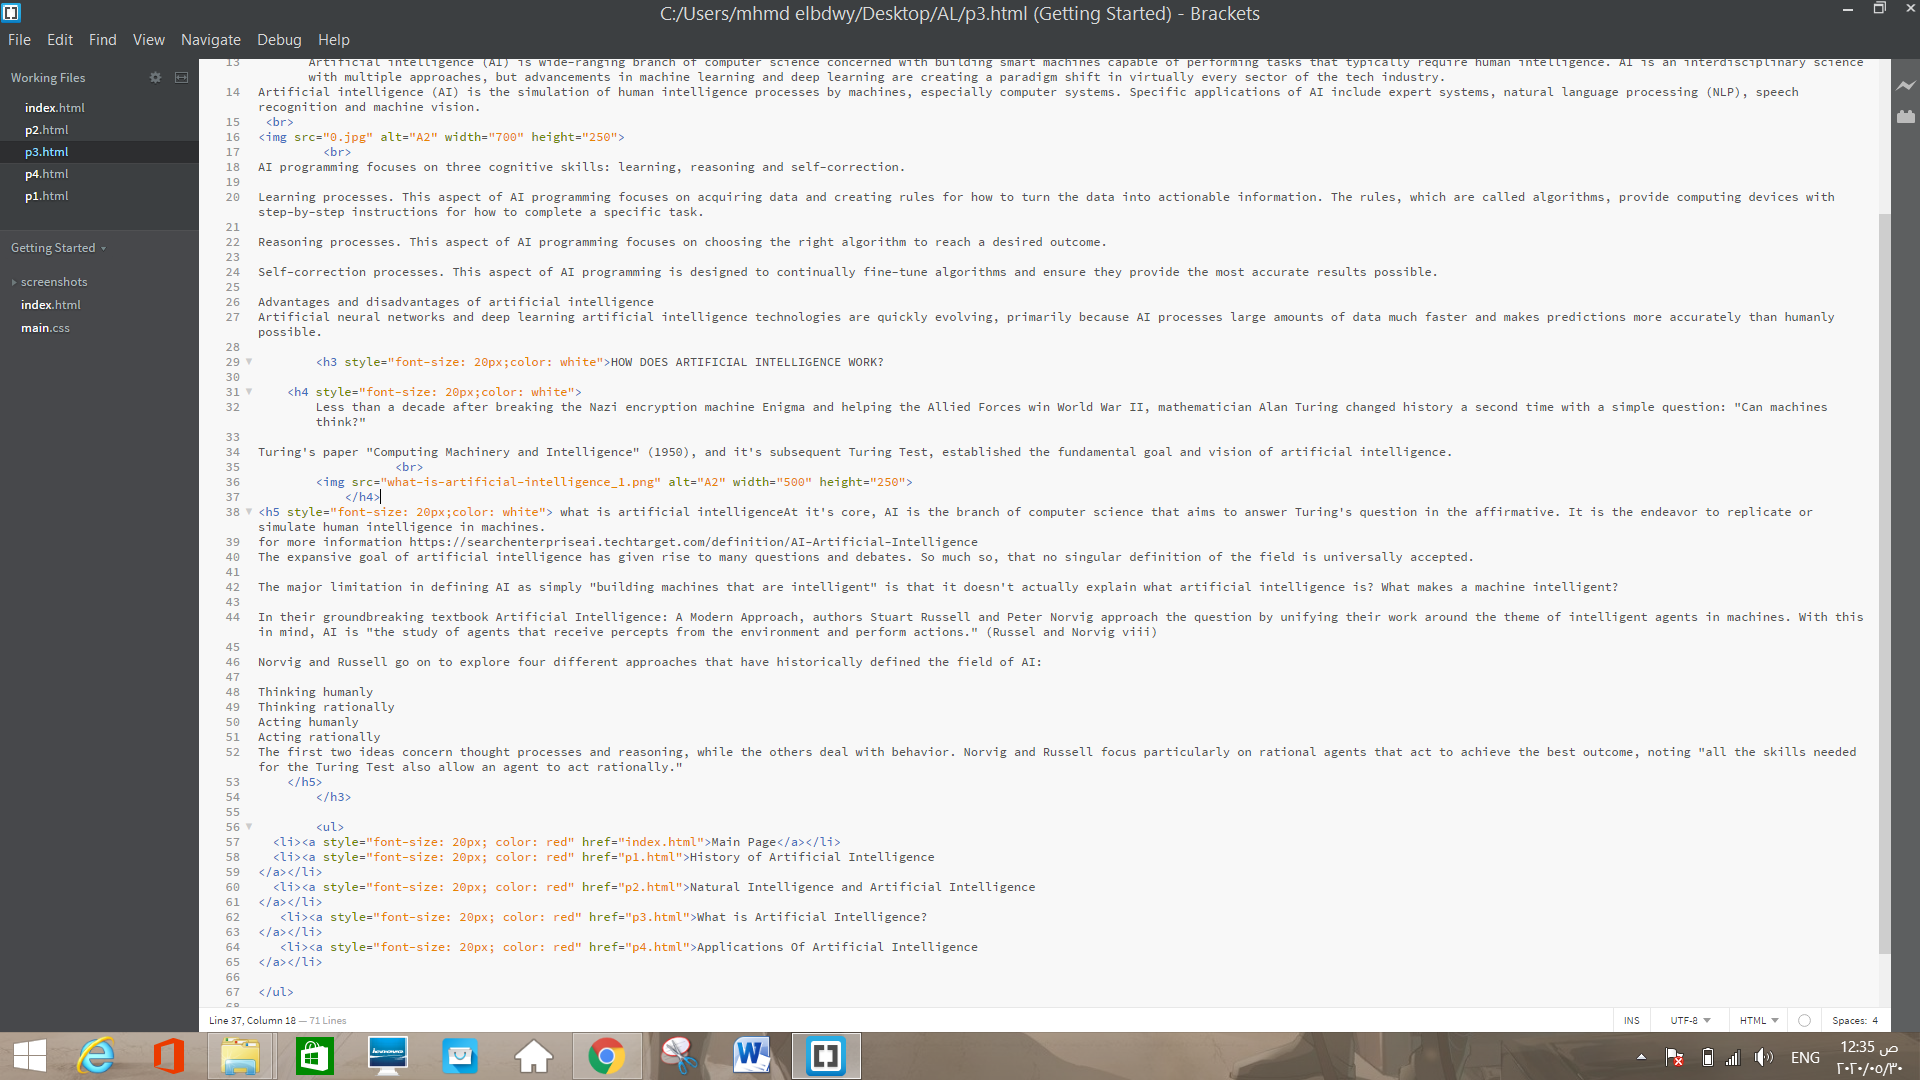 C:/Users/mhmd elbdwy/Desktop/AL/p3.html (Getting Started) - Brackets
File Edit Find View Navigate Debug Help
Working Files
index.html
p2.html
p3.html
p4.html
p1.html
Getting Started
screenshots
index.html
main.css
13 Artificial intelligence (AI) is wide-ranging branch of computer science concerned with building smart machines capable of performing tasks that typically require human intelligence. AI is an interdisciplinary science
with multiple approaches, but advancements in machine learning and deep learning are creating a paradigm shift in virtually every sector of the tech industry.
14 Artificial intelligence (AI) is the simulation of human intelligence processes by machines, especially computer systems. Specific applications of AI include expert systems, natural language processing (NLP), speech
recognition and machine vision.
15 <br>
16 <img src="0.jpg" alt="A2" width="700" height="250">
17 <br>
18 AI programming focuses on three cognitive skills: learning, reasoning and self-correction.
19
20 Learning processes. This aspect of AI programming focuses on acquiring data and creating rules for how to turn the data into actionable information. The rules, which are called algorithms, provide computing devices with
step-by-step instructions for how to complete a specific task.
21
22 Reasoning processes. This aspect of AI programming focuses on choosing the right algorithm to reach a desired outcome.
23
24 Self-correction processes. This aspect of AI programming is designed to continually fine-tune algorithms and ensure they provide the most accurate results possible.
25
26 Advantages and disadvantages of artificial intelligence
27 Artificial neural networks and deep learning artificial intelligence technologies are quickly evolving, primarily because AI processes large amounts of data much faster and makes predictions more accurately than humanly
possible.
28
29 <h3 style="font-size: 20px;color: white">HOW DOES ARTIFICIAL INTELLIGENCE WORK?
30
31 <h4 style="font-size: 20px;color: white">
32 Less than a decade after breaking the Nazi encryption machine Enigma and helping the Allied Forces win World War II, mathematician Alan Turing changed history a second time with a simple question: "Can machines
think?"
33
34 Turing's paper "Computing Machinery and Intelligence" (1950), and it's subsequent Turing Test, established the fundamental goal and vision of artificial intelligence.
35 <br>
36 <img src="what-is-artificial-intelligence_1.png" alt="A2" width="500" height="250">
37 </h4>
38 <h5 style="font-size: 20px;color: white"> what is artificial intelligenceAt it's core, AI is the branch of computer science that aims to answer Turing's question in the affirmative. It is the endeavor to replicate or
simulate human intelligence in machines.
39 for more information https://searchenterpriseai.techtarget.com/definition/AI-Artificial-Intelligence
40 The expansive goal of artificial intelligence has given rise to many questions and debates. So much so, that no singular definition of the field is universally accepted.
41
42 The major limitation in defining AI as simply "building machines that are intelligent" is that it doesn't actually explain what artificial intelligence is? What makes a machine intelligent?
43
44 In their groundbreaking textbook Artificial Intelligence: A Modern Approach, authors Stuart Russell and Peter Norvig approach the question by unifying their work around the theme of intelligent agents in machines. With this
in mind, AI is "the study of agents that receive percepts from the environment and perform actions." (Russel and Norvig viii)
45
46 Norvig and Russell go on to explore four different approaches that have historically defined the field of AI:
47
48 Thinking humanly
49 Thinking rationally
50 Acting humanly
51 Acting rationally
52 The first two ideas concern thought processes and reasoning, while the others deal with behavior. Norvig and Russell focus particularly on rational agents that act to achieve the best outcome, noting "all the skills needed
for the Turing Test also allow an agent to act rationally."
53 </h5>
54 </h3>
55
56 <ul>
57 <li><a style="font-size: 20px; color: red" href="index.html">Main Page</a></li>
58 <li><a style="font-size: 20px; color: red" href="p1.html">History of Artificial Intelligence
59 </a></li>
60 <li><a style="font-size: 20px; color: red" href="p2.html">Natural Intelligence and Artificial Intelligence
61 </a></li>
62 <li><a style="font-size: 20px; color: red" href="p3.html">What is Artificial Intelligence?
63 </a></li>
64 <li><a style="font-size: 20px; color: red" href="p4.html">Applications Of Artificial Intelligence
65 </a></li>
66
67 </ul>
68
Line 37, Column 18 — 71 Lines
INS UTF-8 HTML Spaces: 4
lenovo
ENG
12:35 ص
٢٠٢٠/٠٥/٣٠